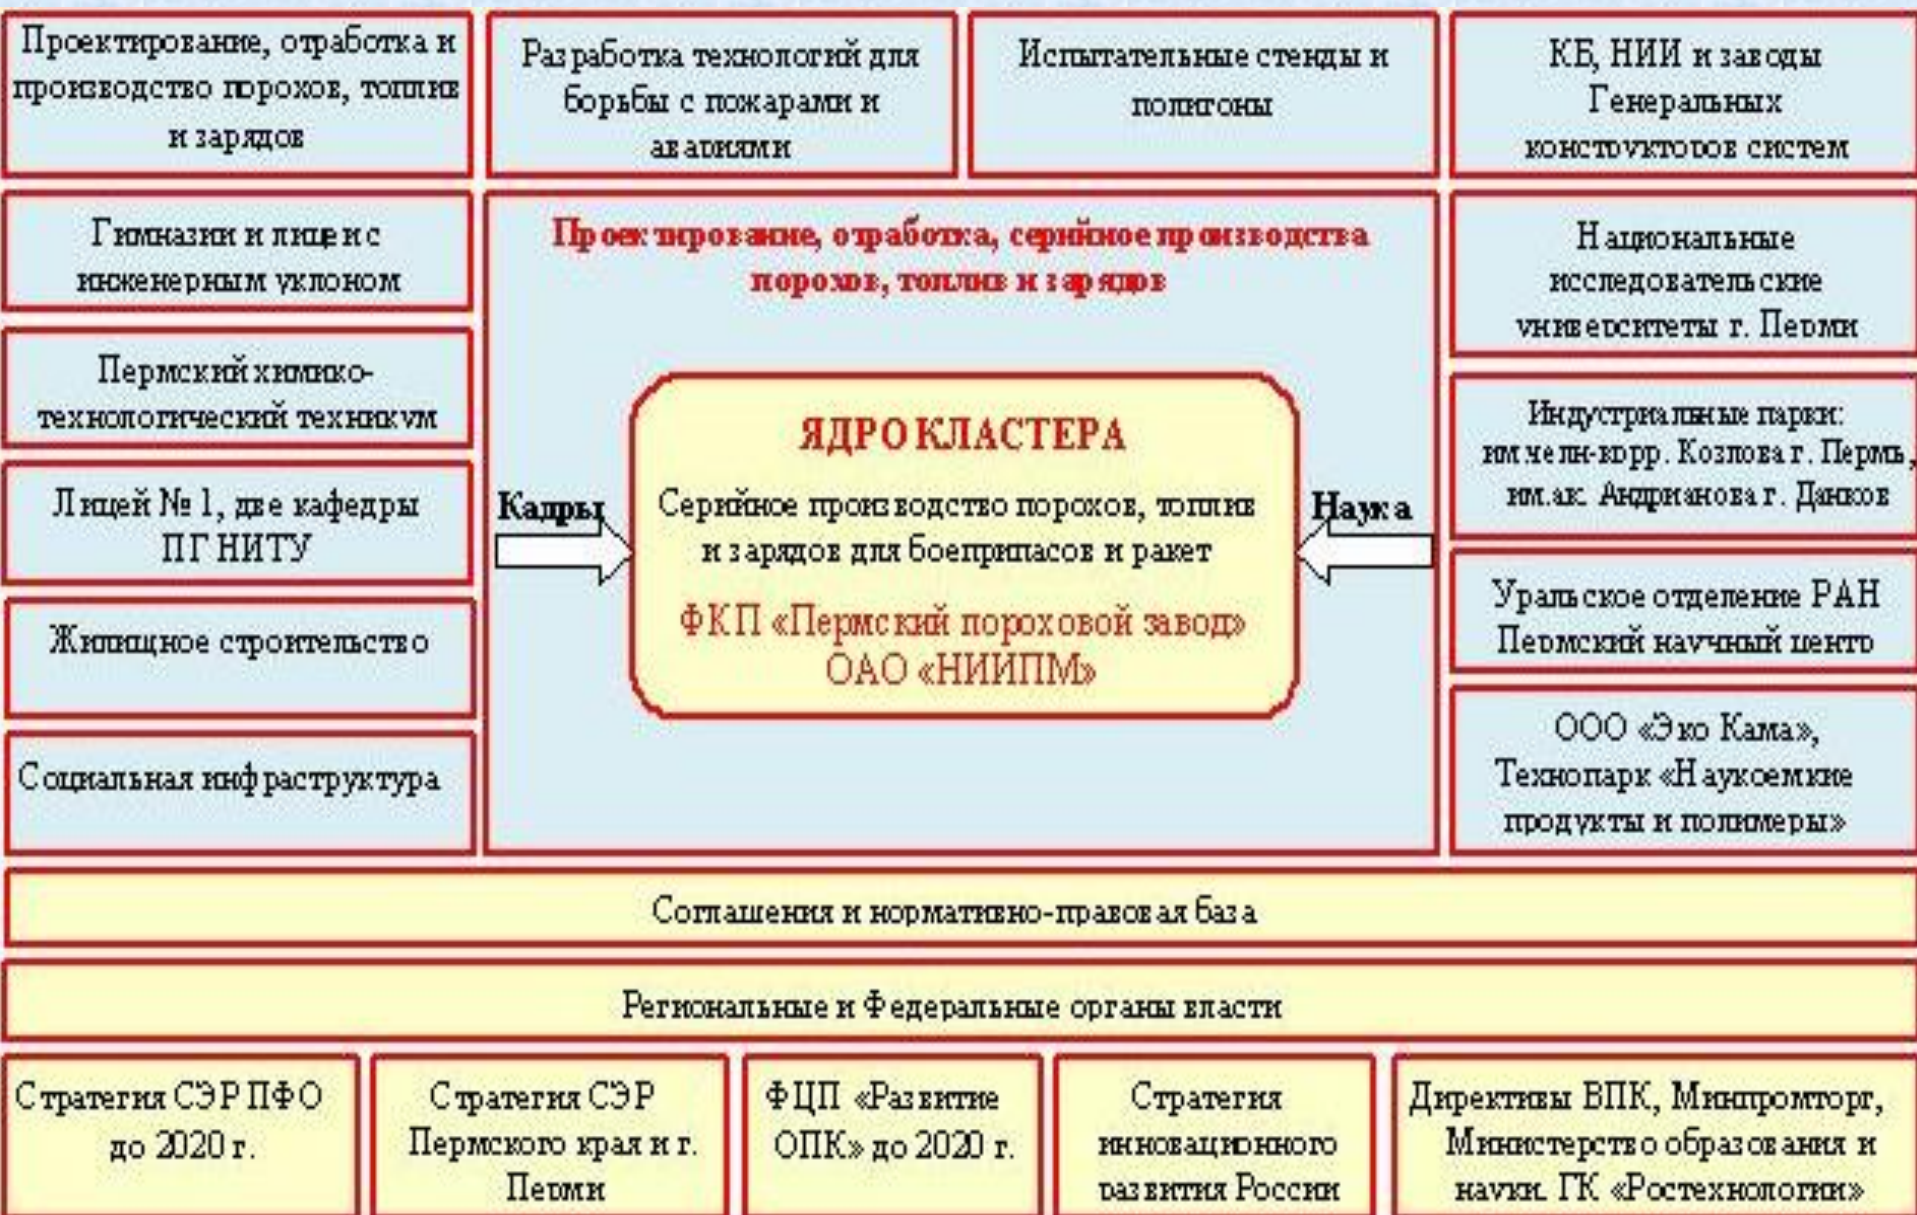 Проектирование, отработка и
производство порохов, топлив
и зарядов
Разработка технологий для
борьбы с пожарами и
авариями
Испытательные стенды и
полигоны
КБ, НИИ и заводы
Генеральных
конструкторов систем
Гимназии и лицеи с
инженерным уклоном
Пермский химико-
технологический техникум
Лицей № 1, две кафедры
ПГ НИТУ
Жилищное строительство
Социальная инфраструктура
Проектирование, отработка, серийное производства
порохов, топлив и зарядов
Кадры
ЯДРО КЛАСТЕРА
Серийное производство порохов, топлив
и зарядов для боеприпасов и ракет
ФКП «Пермский пороховой завод»
ОАО «НИИПМ»
Наука
Национальные
исследовательские
университеты г. Перми
Индустриальные парки:
им.члн-корр. Козлова г. Пермь,
им.ак. Андрианова г. Данков
Уральское отделение РАН
Пермский научный центр
ООО «Эко Кама»,
Технопарк «Наукоемкие
продукты и полимеры»
Соглашения и нормативно-правовая база
Региональные и Федеральные органы власти
Стратегия СЭР ПФО
до 2020 г.
Стратегия СЭР
Пермского края и г.
Перми
ФЦП «Развитие
ОПК» до 2020 г.
Стратегия
инновационного
развития России
Директивы ВПК, Минпромторг,
Министерство образования и
науки. ГК «Ростехнологии»